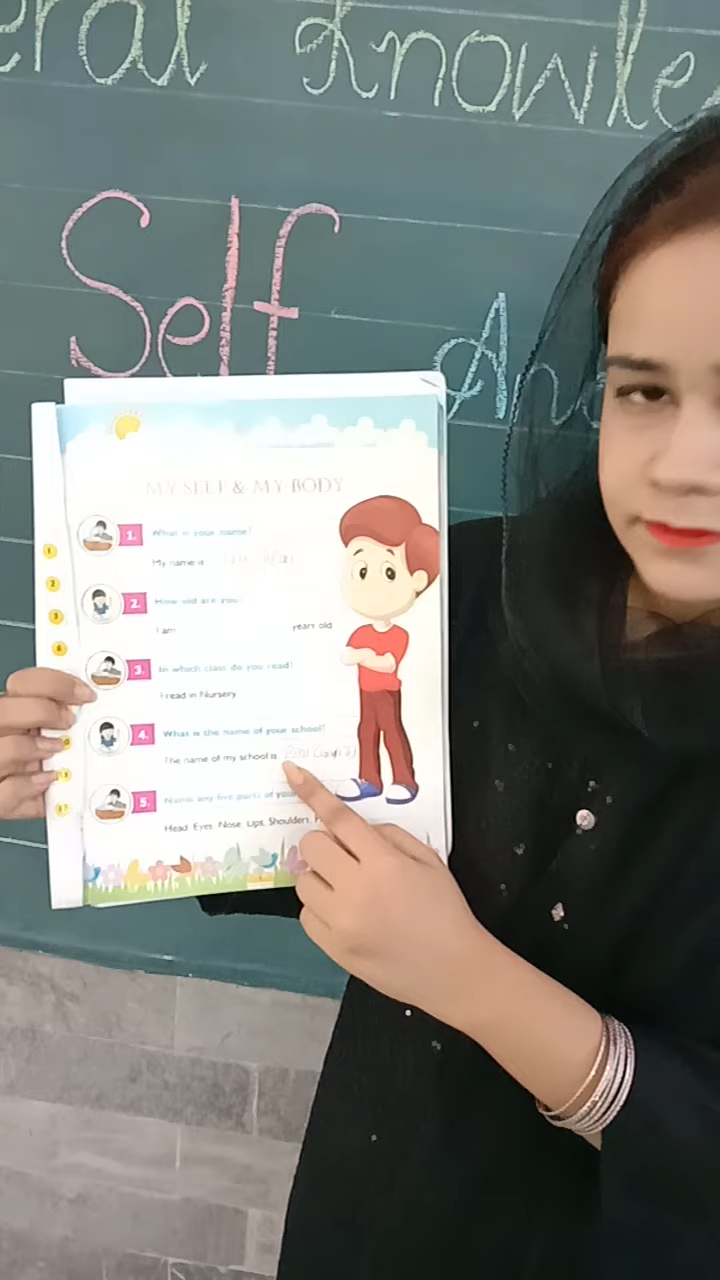 eral Knowle
Self An
MY SELF & MY BODY
1. What is your name?
My name is
2. How old are you?
I am years old
3. In which class do you read?
I read in Nursery
4. What is the name of your school?
The name of my school is
5. Name any five parts of your
Head, Eyes, Nose, Lips, Shoulders,